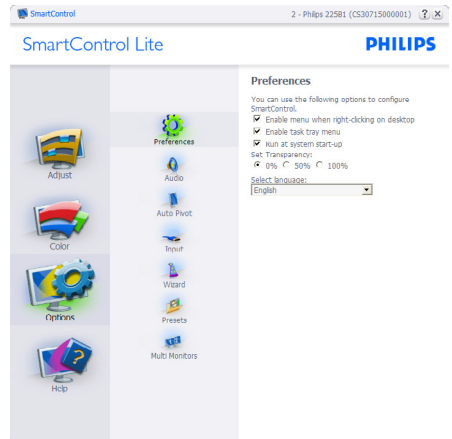 SmartControl
2 - Philips 225B1 (CS30715000001)
? X
SmartControl Lite
PHILIPS
Adjust
Color
Options
Help
Preferences
Audio
Auto Pivot
Input
Wizard
Presets
Multi Monitors
Preferences
You can use the following options to configure
SmartControl.
Enable menu when right-clicking on desktop
Enable task tray menu
Run at system start-up
Set Transparency:
0% 50% 100%
Select language:
English